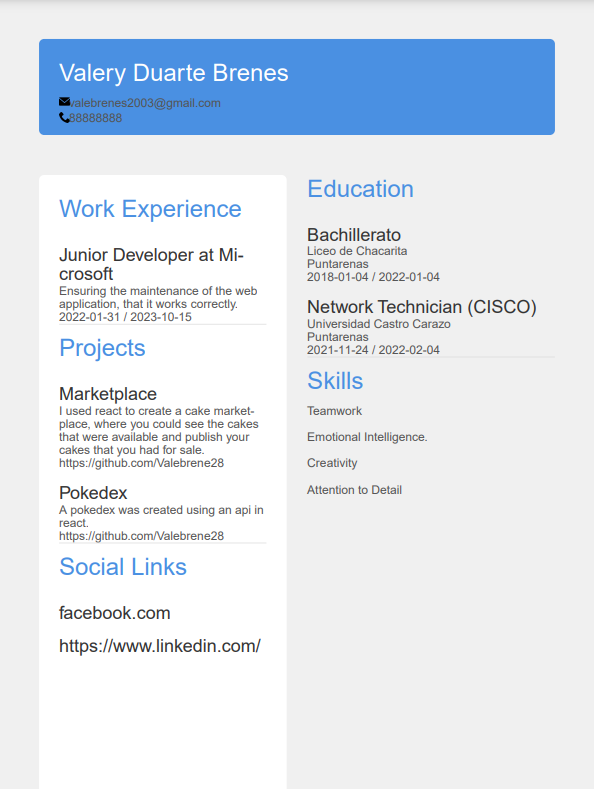 Valery Duarte Brenes
valebrenes2003@gmail.com
88888888
Work Experience
Junior Developer at Mi-
crosoft
Ensuring the maintenance of the web
application, that it works correctly.
2022-01-31 / 2023-10-15
Projects
Marketplace
I used react to create a cake market-
place, where you could see the cakes
that were available and publish your
cakes that you had for sale.
https://github.com/Valebrene28
Pokedex
A pokedex was created using an api in
react.
https://github.com/Valebrene28
Social Links
facebook.com
https://www.linkedin.com/
Education
Bachillerato
Liceo de Chacarita
Puntarenas
2018-01-04 / 2022-01-04
Network Technician (CISCO)
Universidad Castro Carazo
Puntarenas
2021-11-24 / 2022-02-04
Skills
Teamwork
Emotional Intelligence.
Creativity
Attention to Detail